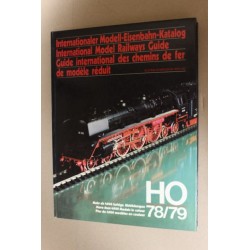 Internationaler Modell-Eisenbahn-Katalog
International Model Railways Guide
Guide international des chemins de fer
de modèle réduit
HO
78/79